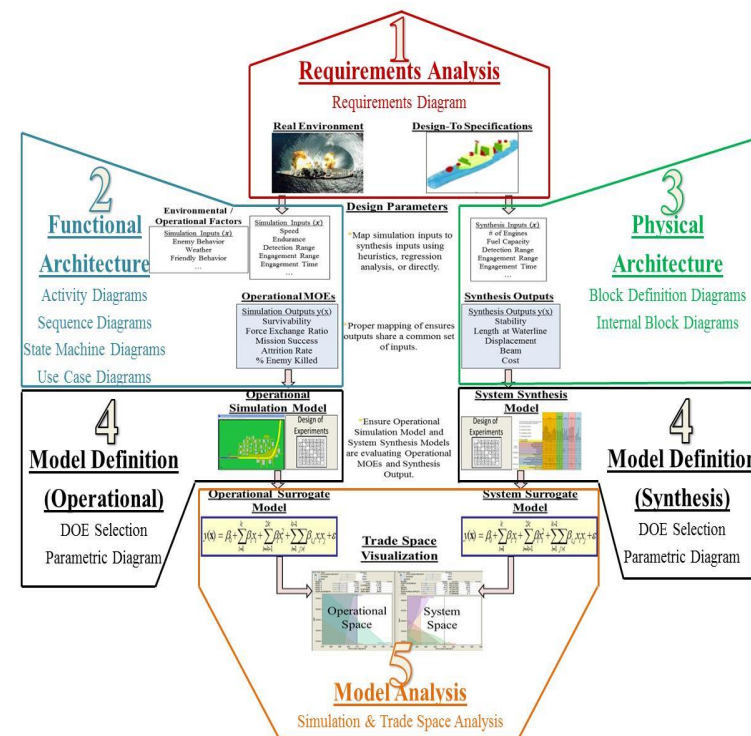 1
Requirements Analysis
Requirements Diagram
Real Environment
Design-To Specifications
2
Functional
Architecture
Activity Diagrams
Sequence Diagrams
State Machine Diagrams
Use Case Diagrams
Environmental /
Operational Factors
Simulation Inputs (x)
Enemy Behavior
Weather
Friendly Behavior
…
Simulation Inputs (x)
Speed
Endurance
Detection Range
Engagement Range
Engagement Time
…
Design Parameters
*Map simulation inputs to
synthesis inputs using
heuristics, regression
analysis, or directly.
Synthesis Inputs (x)
# of Engines
Fuel Capacity
Detection Range
Engagement Range
Engagement Time
…
3
Physical
Architecture
Block Definition Diagrams
Internal Block Diagrams
Operational MOEs
Simulation Outputs y(x)
Survivability
Force Exchange Ratio
Mission Success
Attrition Rate
% Enemy Killed
*Proper mapping of ensures
outputs share a common set
of inputs.
Synthesis Outputs
Synthesis Outputs y(x)
Stability
Length at Waterline
Displacement
Beam
Cost
4
Model Definition
(Operational)
DOE Selection
Parametric Diagram
Operational
Simulation Model
Design of
Experiments
*Ensure Operational
Simulation Model and
System Synthesis Models
are evaluating Operational
MOEs and Synthesis
Output.
System Synthesis
Model
Design of
Experiments
4
Model Definition
(Synthesis)
DOE Selection
Parametric Diagram
Operational Surrogate
Model
System Surrogate
Model
Trade Space
Visualization
Operational
Space
System
Space
5
Model Analysis
Simulation & Trade Space Analysis